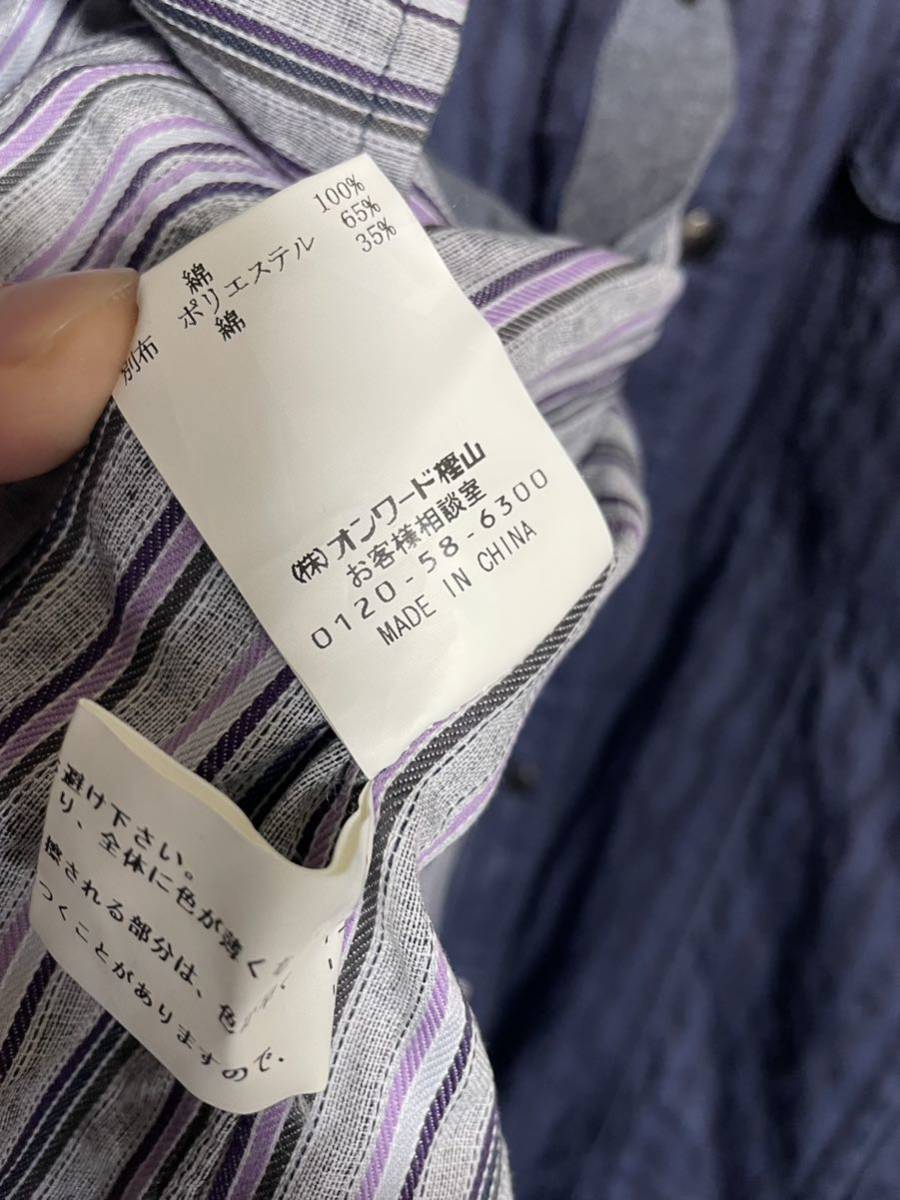 綿 100%
別布 ポリエステル 65%
綿 35%
(株)オンワード樫山
お客様相談室
0120-58-6300
MADE IN CHINA
避け下さい。
り、全体に色が薄く
擦される部分は、色
つくことがありますので、